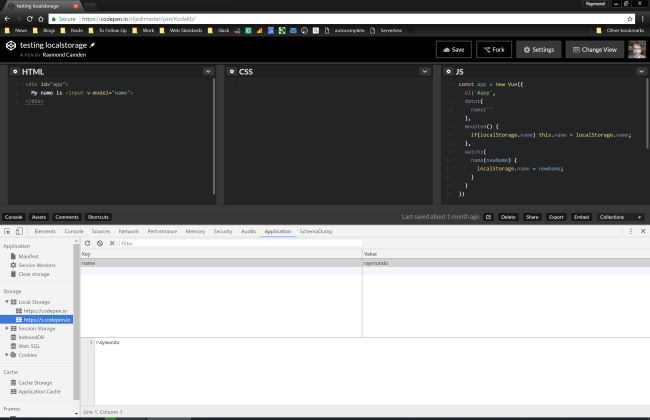 testing localstorage
Raymond
Secure https://codepen.io/cfjedimaster/pen/KodaKb/
News Blogs Node To Follow Up Work Web Standards Slack autocomplete Serverless Other bookmarks
testing localstorage
A PEN BY Raymond Camden
Save Fork Settings Change View
HTML
<div id="app">
My name is <input v-model="name">
</div>
CSS
JS
const app = new Vue({
el:'#app',
data:{
name:''
},
mounted() {
if(localStorage.name) this.name = localStorage.name;
},
watch:{
name(newName) {
localStorage.name = newName;
}
}
})
Console Assets Comments Shortcuts
Last saved about 1 month ago Delete Share Export Embed Collections
Elements Console Sources Network Performance Memory Security Audits Application SchemaDump
Application
Manifest
Service Workers
Clear storage
Storage
Local Storage
https://codepen.io
https://s.codepen.io
Session Storage
IndexedDB
Web SQL
Cookies
Cache
Cache Storage
Application Cache
Frames
Filter
Key Value
name raymundo
1 raymundo
Line 1, Column 1